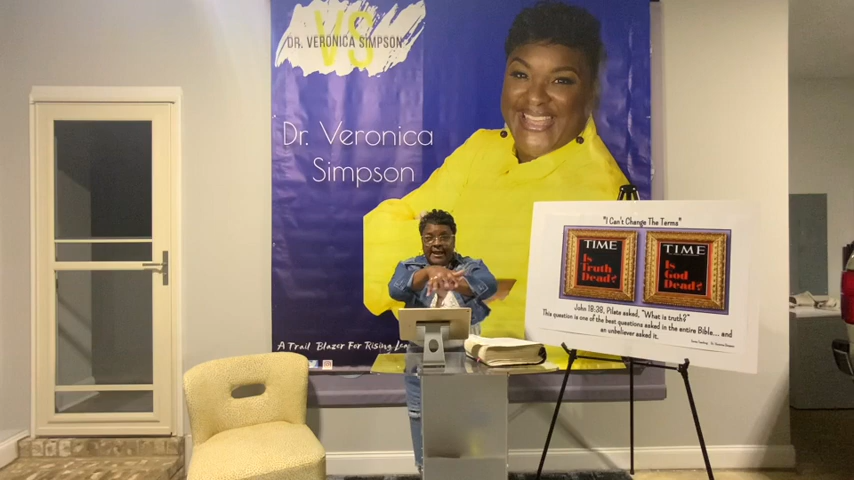 VS
DR. VERONICA SIMPSON
Dr. Veronica
Simpson
A Trail Blazer For Rising Lea
"I Can't Change The Terms"
TIME
Is
Truth
Dead?
TIME
Is
God
Dead?
John 18:38, Pilate asked, "What is truth?"
This question is one of the best questions asked in the entire Bible... and
an unbeliever asked it.